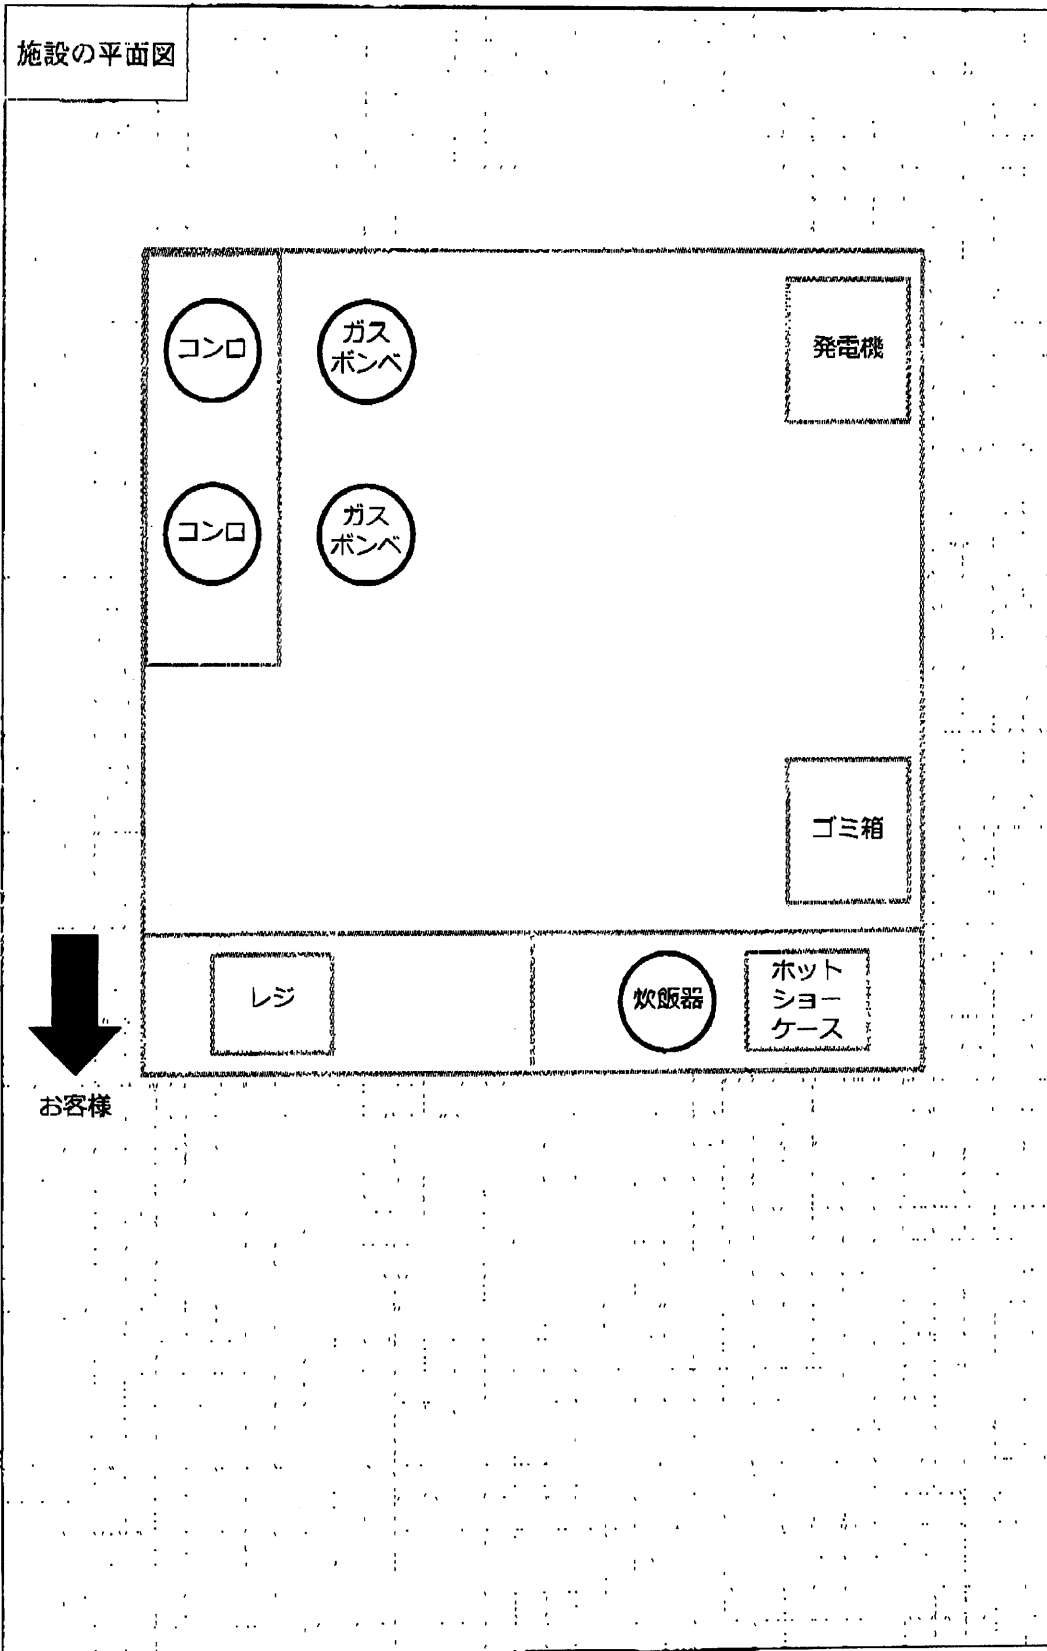 施設の平面図
コンロ
ガス
ボンベ
発電機
コンロ
ガス
ボンベ
ゴミ箱
レジ
炊飯器
ホット
ショー
ケース
お客様